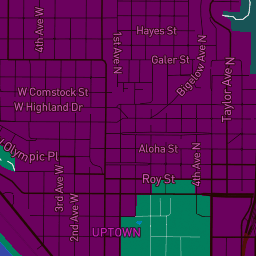 Hayes St
4th Ave W
1st Ave N
Galer St
Bigelow Ave N
Taylor Ave N
W Comstock St
W Highland Dr
Olympic Pl
Aloha St
4th Ave N
Roy St
3rd Ave W
2nd Ave W
UPTOWN